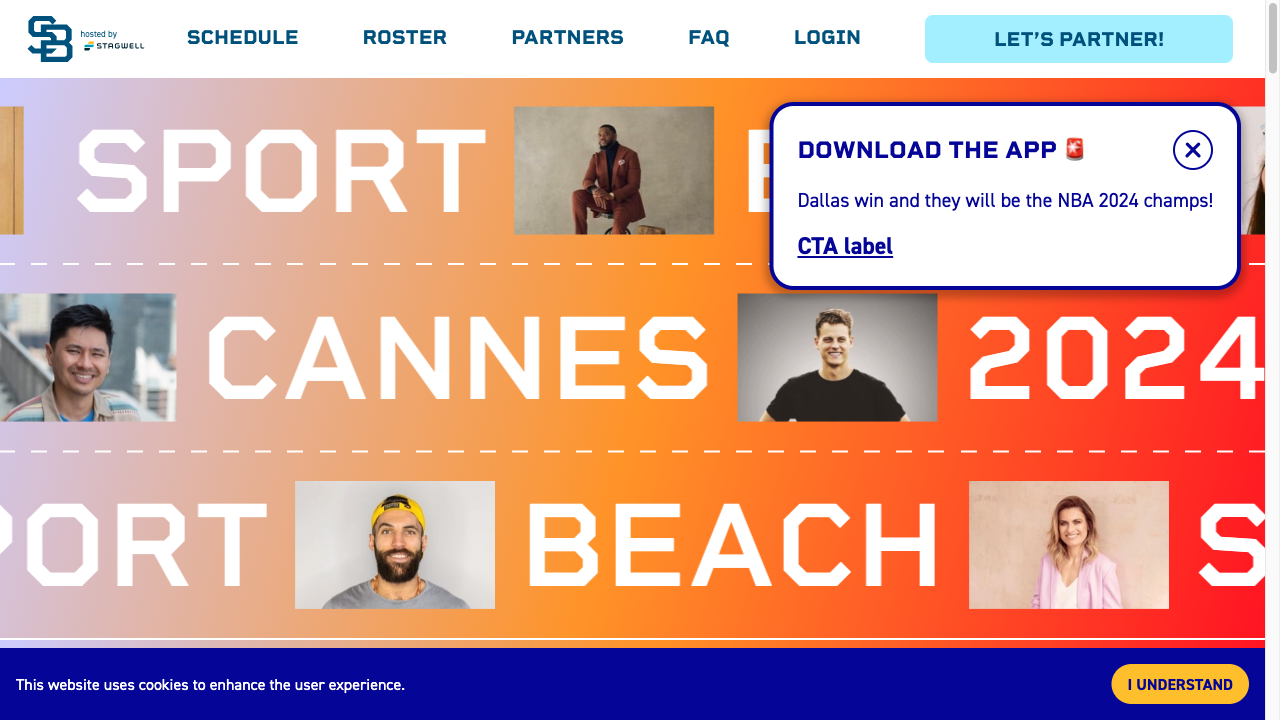 SB hosted by
STAGWELL
SCHEDULE
ROSTER
PARTNERS
FAQ
LOGIN
LET'S PARTNER!
DOWNLOAD THE APP 🚨
Dallas win and they will be the NBA 2024 champs!
CTA label
SPORT
CANNES 2024
PORT BEACH S
This website uses cookies to enhance the user experience.
I UNDERSTAND